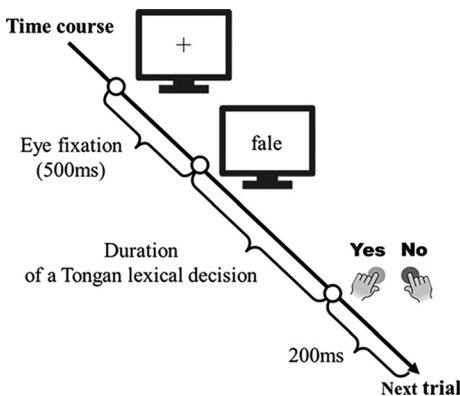 Time course
+
Eye fixation
(500ms)
fale
Duration
of a Tongan lexical decision
Yes No
200ms
Next trial